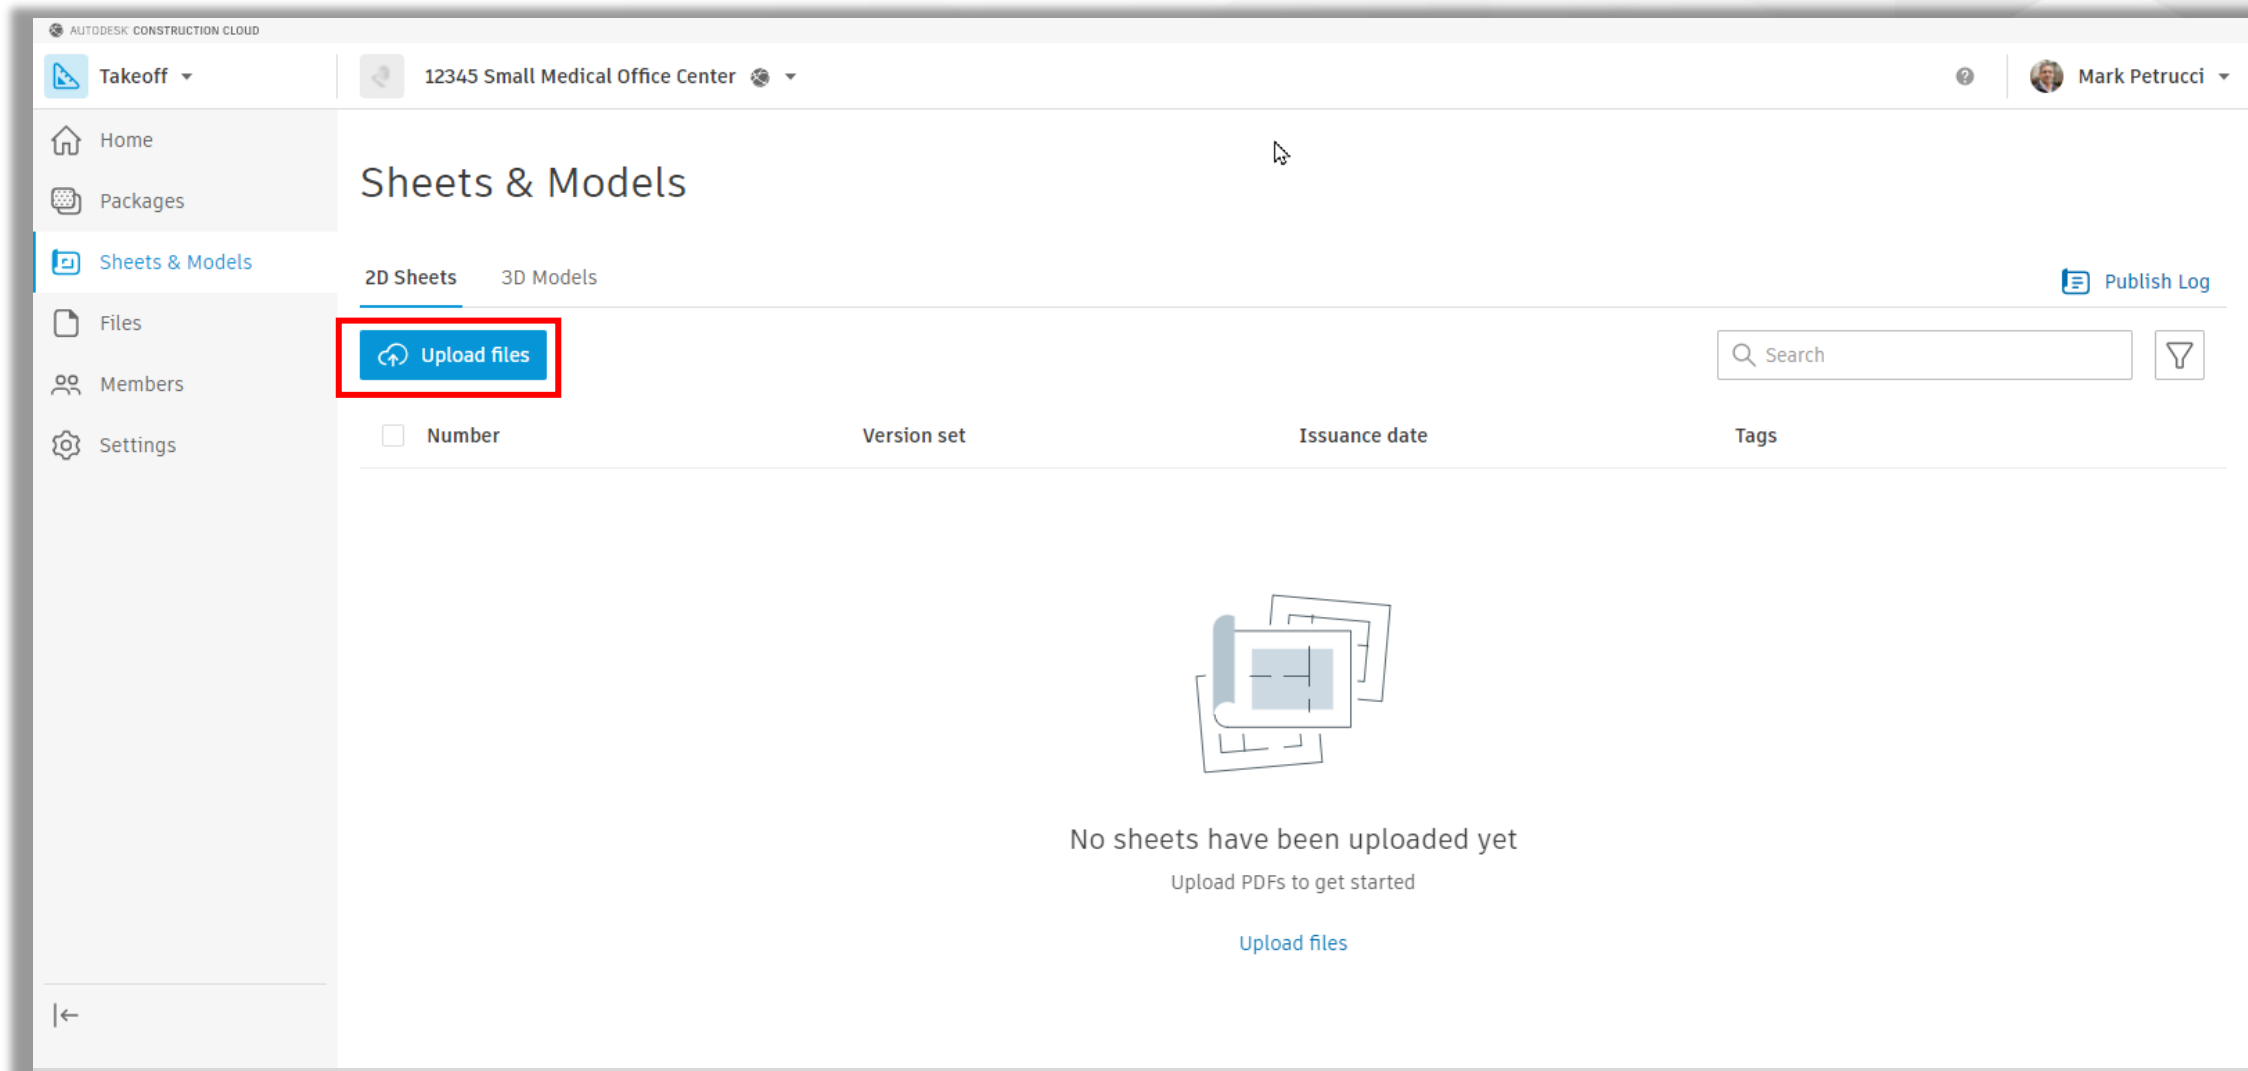 AUTODESK CONSTRUCTION CLOUD
Takeoff
12345 Small Medical Office Center
?
Mark Petrucci
Home
Packages
Sheets & Models
Files
Members
Settings
Sheets & Models
2D Sheets 3D Models
Publish Log
Upload files
Search
Number Version set Issuance date Tags
No sheets have been uploaded yet
Upload PDFs to get started
Upload files